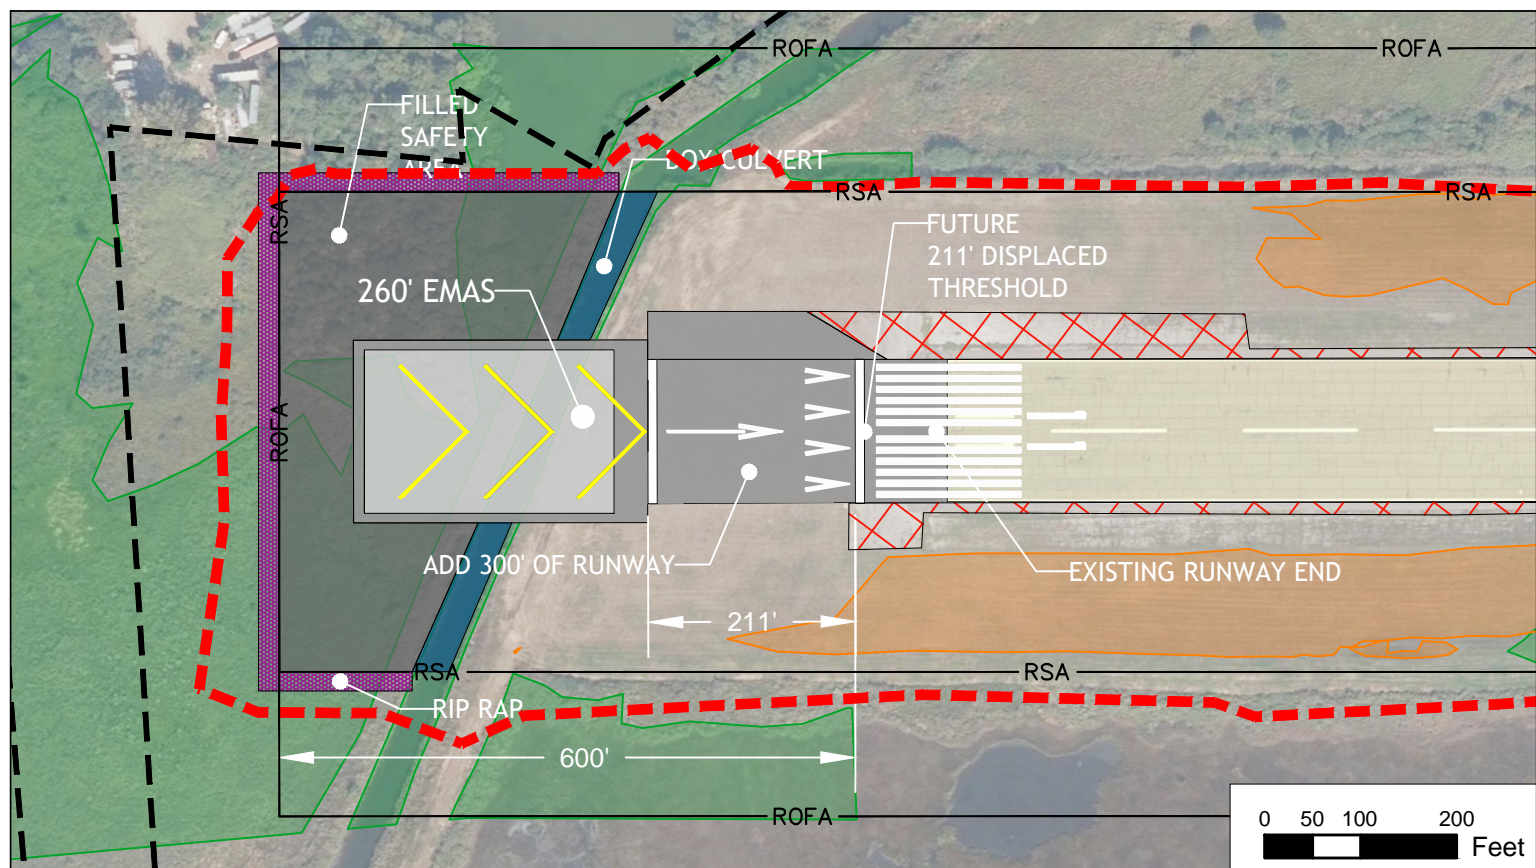 ROFA
ROFA
FILLED
SAFETY
AREA
BOX CULVERT
RSA
RSA
RSA
FUTURE
211' DISPLACED
THRESHOLD
260' EMAS
ROFA
ADD 300' OF RUNWAY
EXISTING RUNWAY END
211'
RSA
RSA
RIP RAP
600'
ROFA
0 50 100 200
Feet